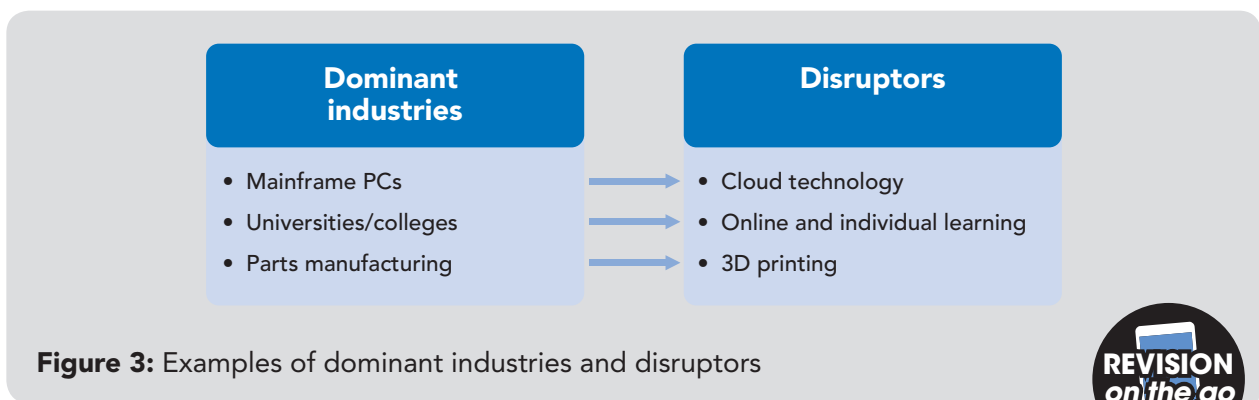 Dominant
industries
Disruptors
• Mainframe PCs
• Universities/colleges
• Parts manufacturing
• Cloud technology
• Online and individual learning
• 3D printing
Figure 3: Examples of dominant industries and disruptors
REVISION
on the go